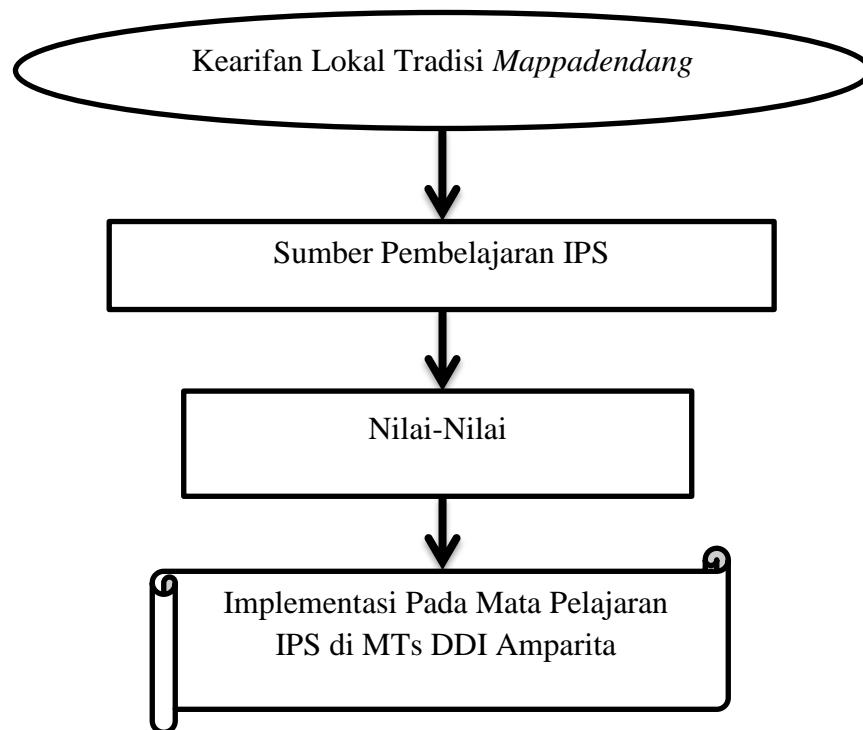 Kearifan Lokal Tradisi Mappadendang
Sumber Pembelajaran IPS
Nilai-Nilai
Implementasi Pada Mata Pelajaran
IPS di MTs DDI Amparita